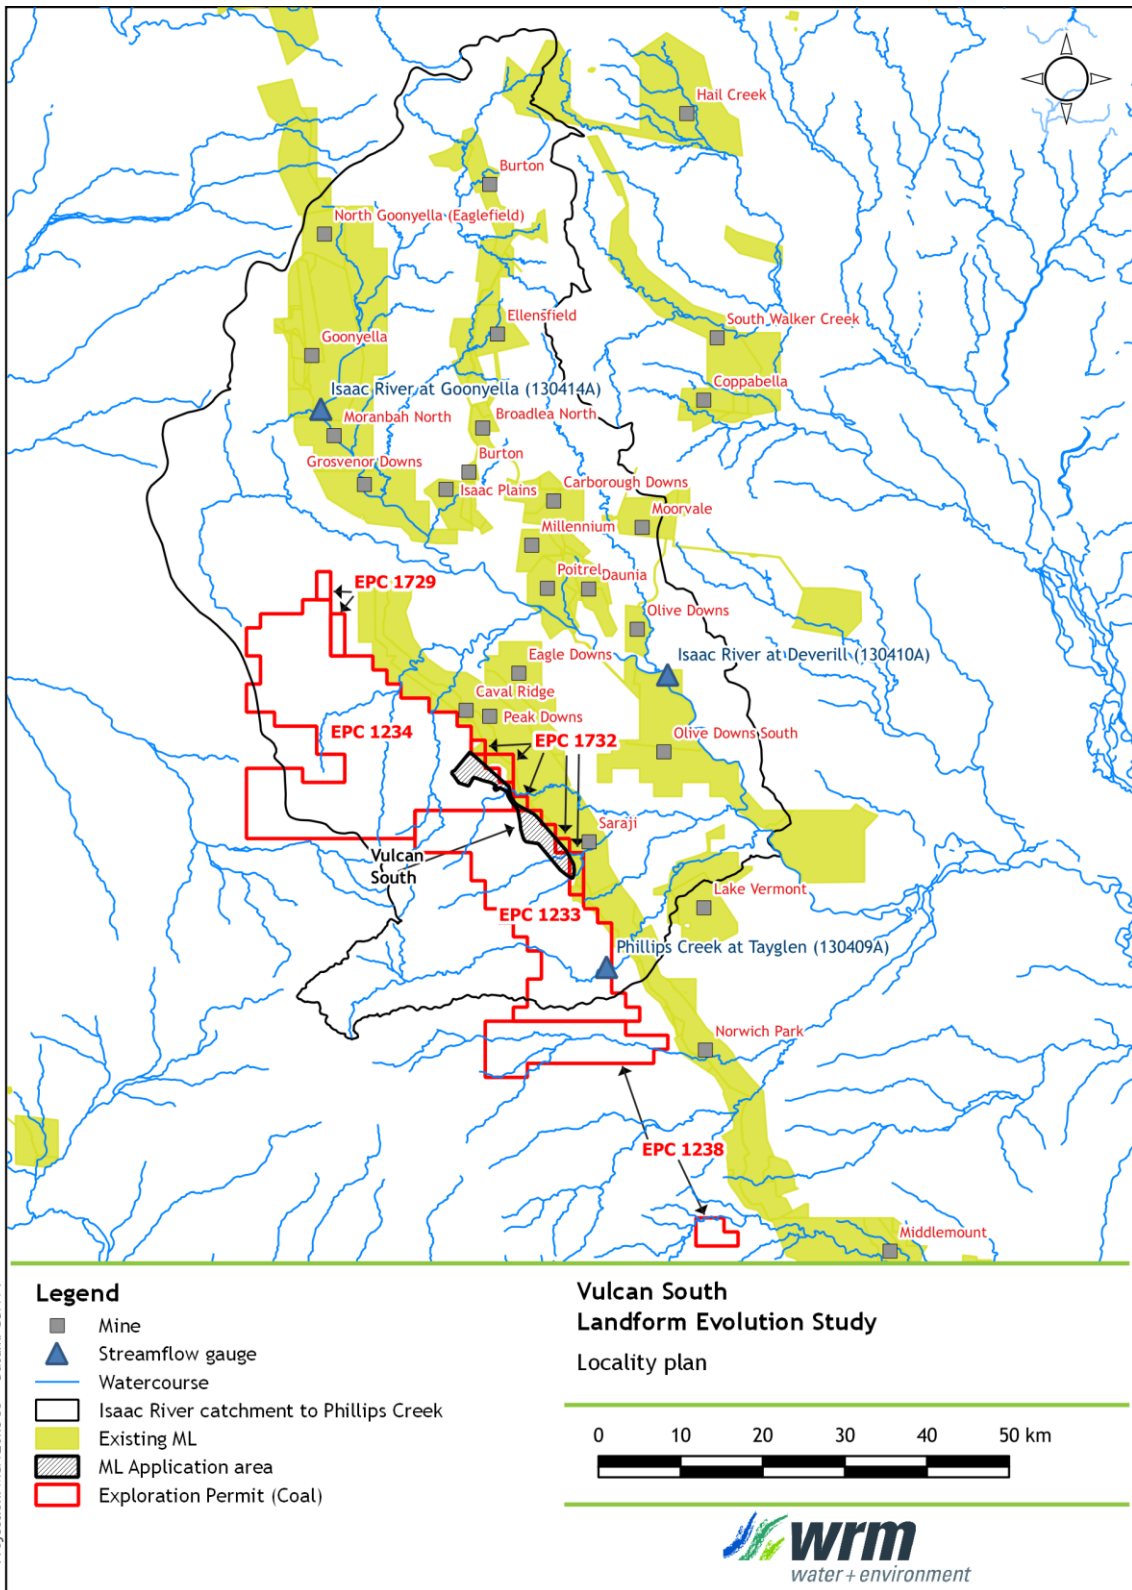 Hail Creek
Burton
North Goonyella (Eaglefield)
Ellensfield
South Walker Creek
Goonyella
Coppabella
Isaac River at Goonyella (130414A)
Moranbah North
Broadlea North
Grosvenor Downs
Burton
Isaac Plains
Carborough Downs
Moorvale
Millennium
EPC 1729
Poitrel
Daunia
Olive Downs
Eagle Downs
Isaac River at Deverill (130410A)
Caval Ridge
Peak Downs
EPC 1234
EPC 1732
Olive Downs South
Saraji
Vulcan
South
Lake Vermont
EPC 1233
Phillips Creek at Tayglen (130409A)
Norwich Park
EPC 1238
Middlemount
Legend
Mine
Streamflow gauge
Watercourse
Isaac River catchment to Phillips Creek
Existing ML
ML Application area
Exploration Permit (Coal)
Vulcan South
Landform Evolution Study
Locality plan
0 10 20 30 40 50 km
wrm
water + environment